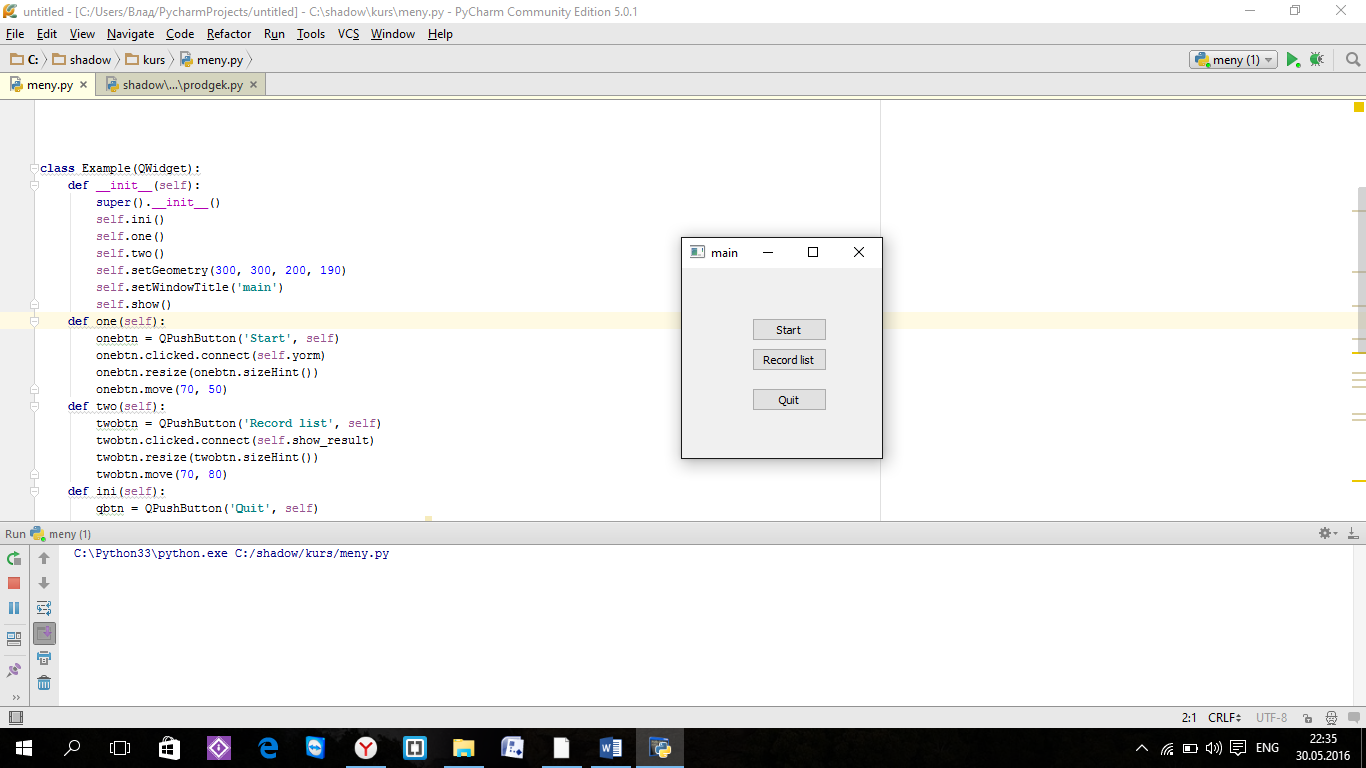 untitled - [C:/Users/Влад/PycharmProjects/untitled] - C:\shadow\kurs\meny.py - PyCharm Community Edition 5.0.1
File Edit View Navigate Code Refactor Run Tools VCS Window Help
C: shadow kurs meny.py meny (1)
meny.py shadow\...\prodgek.py
class Example(QWidget):
def __init__(self):
super().__init__()
self.ini()
self.one()
self.two()
self.setGeometry(300, 300, 200, 190)
self.setWindowTitle('main')
self.show()
def one(self):
onebtn = QPushButton('Start', self)
onebtn.clicked.connect(self.yorm)
onebtn.resize(onebtn.sizeHint())
onebtn.move(70, 50)
def two(self):
twobtn = QPushButton('Record list', self)
twobtn.clicked.connect(self.show_result)
twobtn.resize(twobtn.sizeHint())
twobtn.move(70, 80)
def ini(self):
qbtn = QPushButton('Quit', self)
main
Start
Record list
Quit
Run meny (1)
C:\Python33\python.exe C:/shadow/kurs/meny.py
2:1 CRLF UTF-8
ENG
22:35
30.05.2016